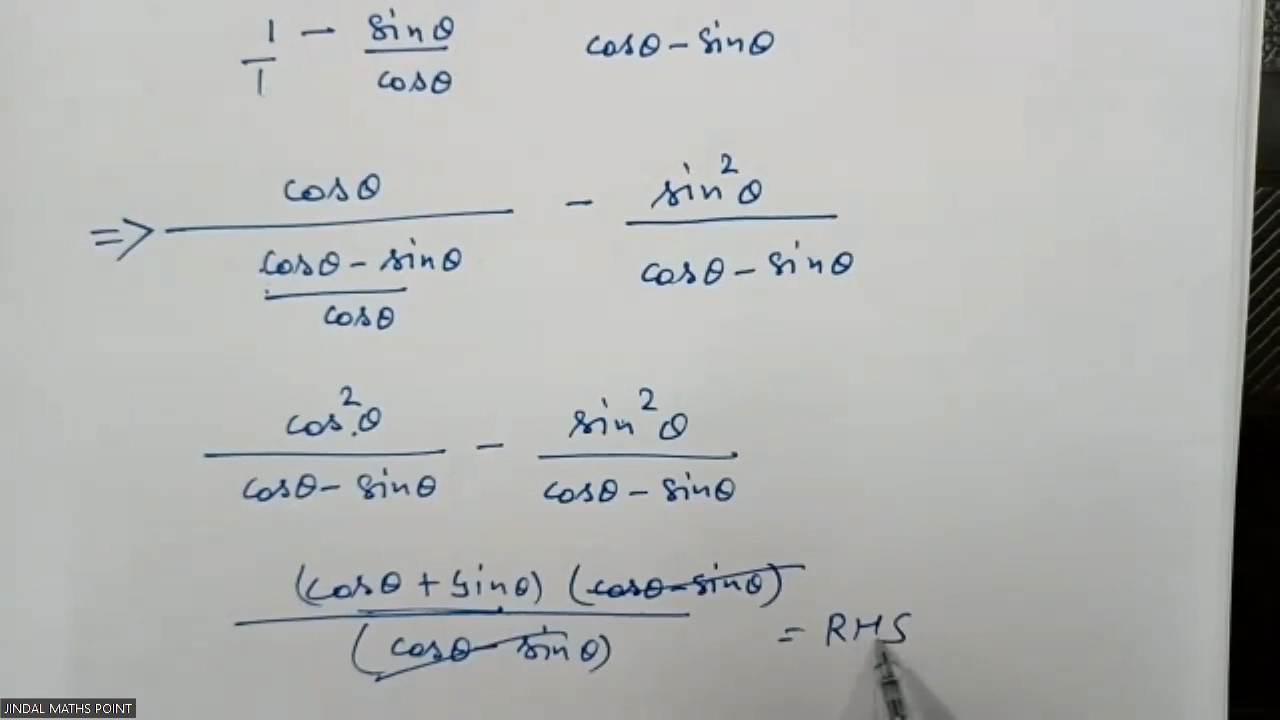 1/1 - sinθ/cosθ cosθ - sinθ
⇒ cosθ/((cosθ - sinθ)/cosθ) - sin²θ/(cosθ - sinθ)
cos²θ/(cosθ - sinθ) - sin²θ/(cosθ - sinθ)
(cosθ + sinθ) (cosθ - sinθ)/(cosθ - sinθ) = RHS
JINDAL MATHS POINT